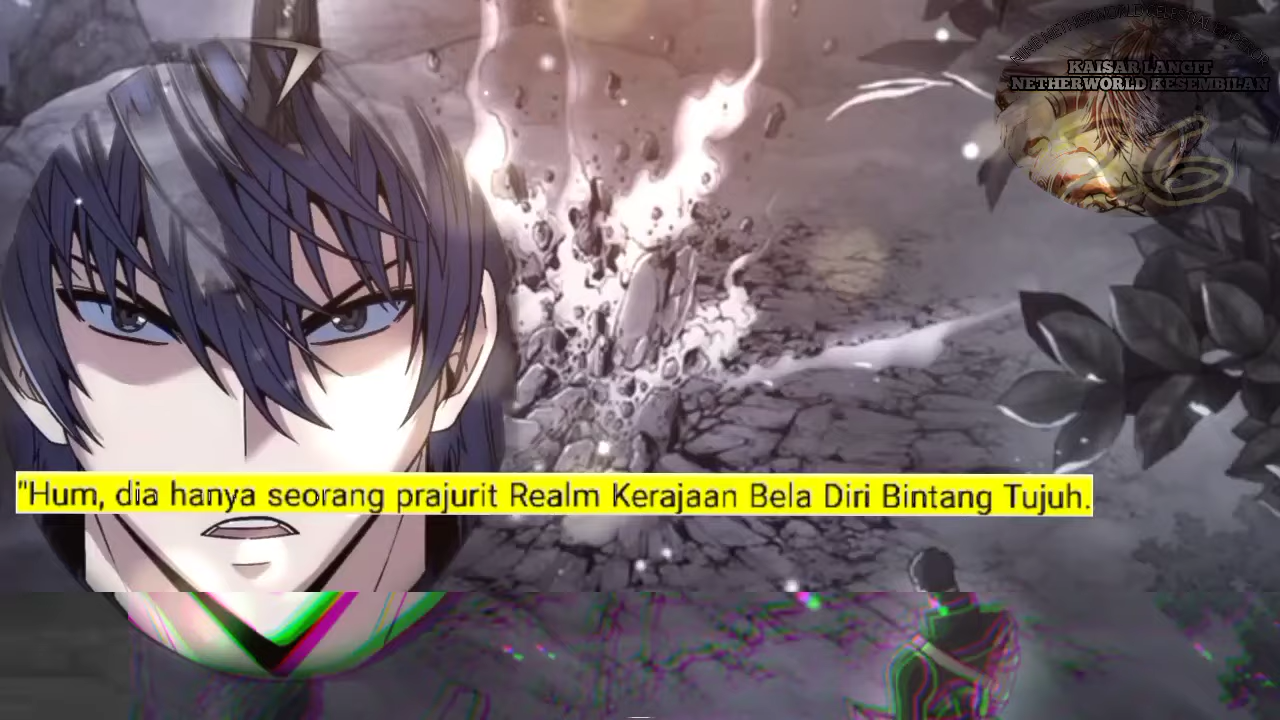 KAISAR LANGIT
NETHERWORLD KESEMBILAN
"Hum, dia hanya seorang prajurit Realm Kerajaan Bela Diri Bintang Tujuh.